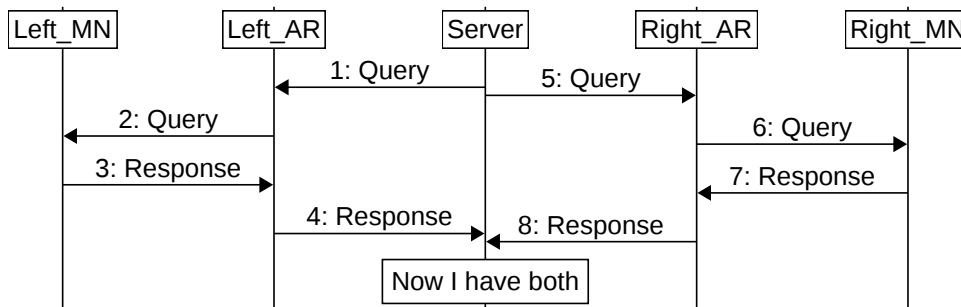 Left_MN
Left_AR
Server
Right_AR
Right_MN
1: Query
5: Query
2: Query
6: Query
3: Response
7: Response
4: Response
8: Response
Now I have both